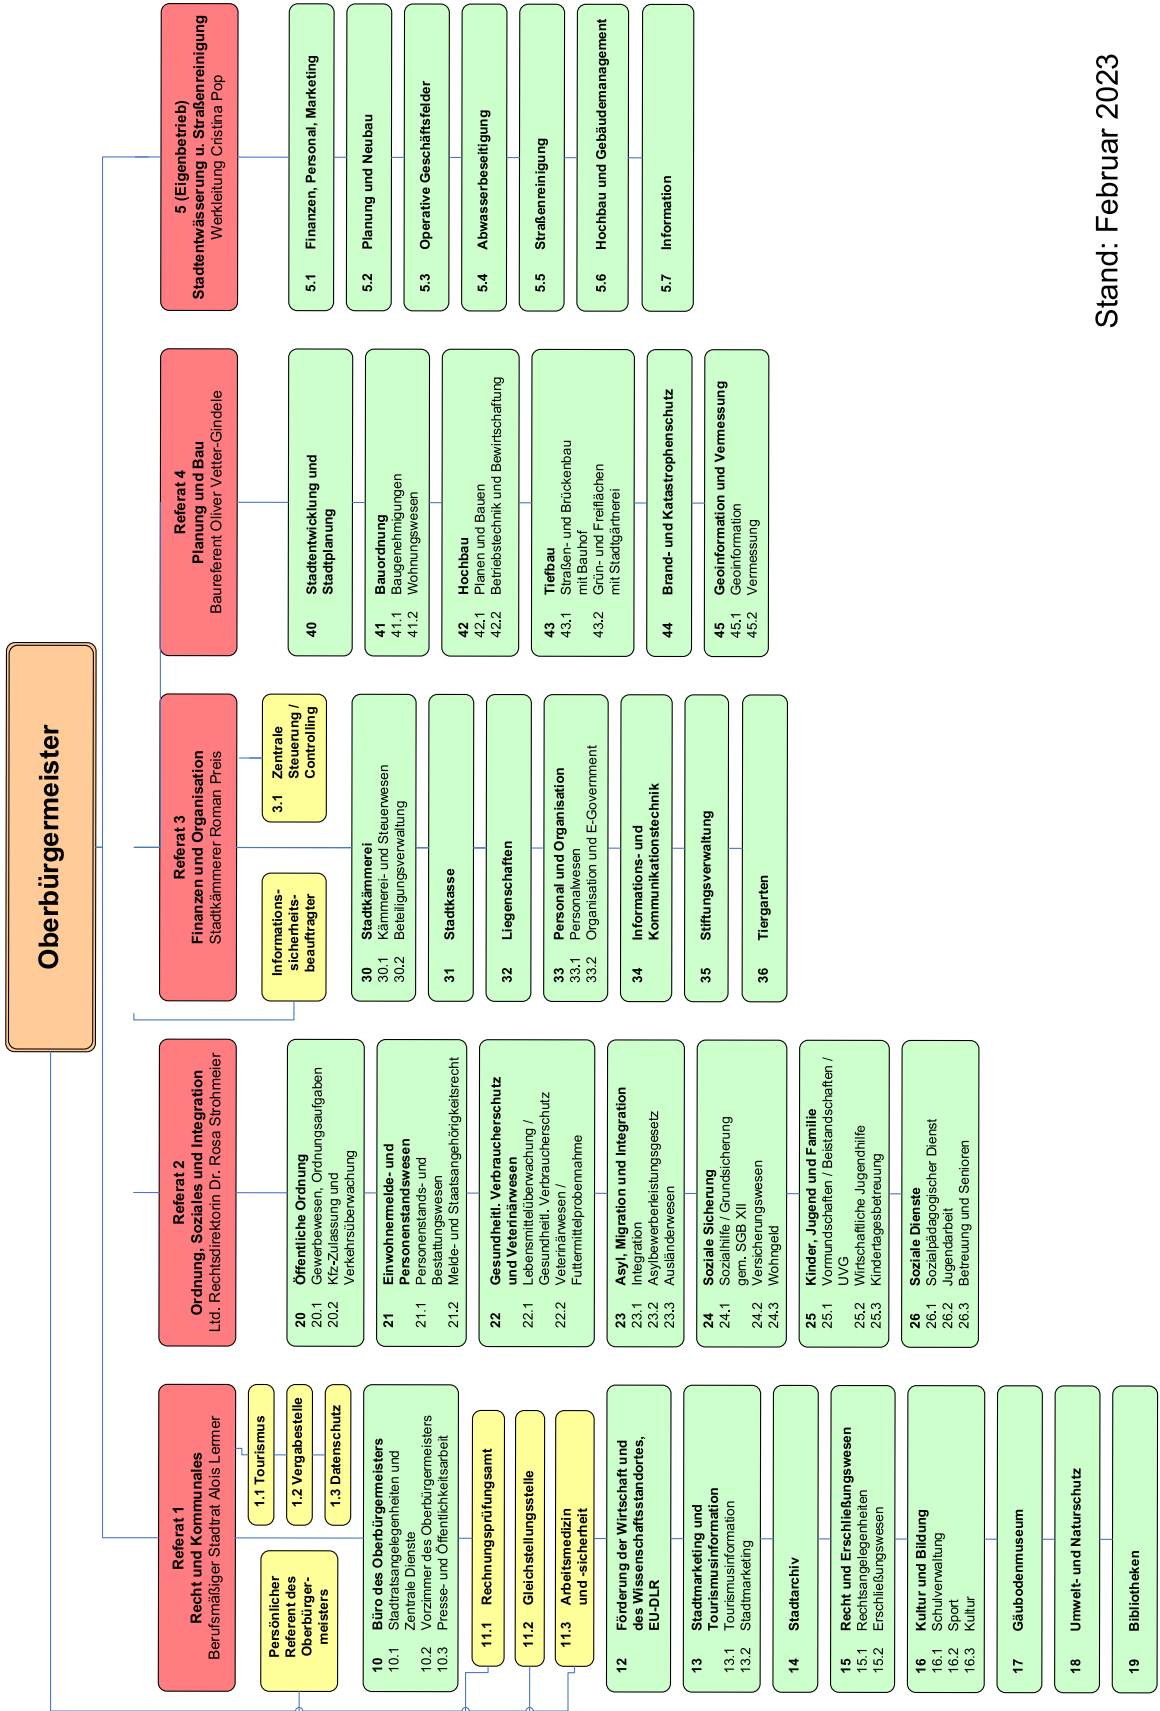 Oberbürgermeister
Referat 1
Recht und Kommunales
Berufsmäßiger Stadtrat Alois Lermer
Persönlicher
Referent des
Oberbürger-
meisters
1.1 Tourismus
1.2 Vergabestelle
1.3 Datenschutz
10 Büro des Oberbürgermeisters
10.1 Stadtratsangelegenheiten und
Zentrale Dienste
10.2 Vorzimmer des Oberbürgermeisters
10.3 Presse- und Öffentlichkeitsarbeit
11.1 Rechnungsprüfungsamt
11.2 Gleichstellungsstelle
11.3 Arbeitsmedizin
und -sicherheit
12 Förderung der Wirtschaft und
des Wissenschaftsstandortes,
EU-DLR
13 Stadtmarketing und
Tourismusinformation
13.1 Tourismusinformation
13.2 Stadtmarketing
14 Stadtarchiv
15 Recht und Erschließungswesen
15.1 Rechtsangelegenheiten
15.2 Erschließungswesen
16 Kultur und Bildung
16.1 Schulverwaltung
16.2 Sport
16.3 Kultur
17 Gäubodenmuseum
18 Umwelt- und Naturschutz
19 Bibliotheken
Referat 2
Ordnung, Soziales und Integration
Ltd. Rechtsdirektorin Dr. Rosa Strohmeier
20 Öffentliche Ordnung
20.1 Gewerbewesen, Ordnungsaufgaben
20.2 Kfz-Zulassung und
Verkehrsüberwachung
21 Einwohnermelde- und
Personenstandswesen
21.1 Personenstands- und
Bestattungswesen
21.2 Melde- und Staatsangehörigkeitsrecht
22 Gesundheitl. Verbraucherschutz
und Veterinärwesen
22.1 Lebensmittelüberwachung /
Gesundheitl. Verbraucherschutz
22.2 Veterinärwesen /
Futtermittelprobennahme
23 Asyl, Migration und Integration
23.1 Integration
23.2 Asylbewerberleistungsgesetz
23.3 Ausländerwesen
24 Soziale Sicherung
24.1 Sozialhilfe / Grundsicherung
gem. SGB XII
24.2 Versicherungswesen
24.3 Wohngeld
25 Kinder, Jugend und Familie
25.1 Vormundschaften / Beistandschaften /
UVG
25.2 Wirtschaftliche Jugendhilfe
25.3 Kindertagesbetreuung
26 Soziale Dienste
26.1 Sozialpädagogischer Dienst
26.2 Jugendarbeit
26.3 Betreuung und Senioren
Referat 3
Finanzen und Organisation
Stadtkämmerer Roman Preis
Informations-
sicherheits-
beauftragter
3.1 Zentrale
Steuerung /
Controlling
30 Stadtkämmerei
30.1 Kämmerei- und Steuerwesen
30.2 Beteiligungsverwaltung
31 Stadtkasse
32 Liegenschaften
33 Personal und Organisation
33.1 Personalwesen
33.2 Organisation und E-Government
34 Informations- und
Kommunikationstechnik
35 Stiftungsverwaltung
36 Tiergarten
Referat 4
Planung und Bau
Baureferent Oliver Vetter-Gindele
40 Stadtentwicklung und
Stadtplanung
41 Bauordnung
41.1 Baugenehmigungen
41.2 Wohnungswesen
42 Hochbau
42.1 Planen und Bauen
42.2 Betriebstechnik und Bewirtschaftung
43 Tiefbau
43.1 Straßen- und Brückenbau
mit Bauhof
43.2 Grün- und Freiflächen
mit Stadtgärtnerei
44 Brand- und Katastrophenschutz
45 Geoinformation und Vermessung
45.1 Geoinformation
45.2 Vermessung
5 (Eigenbetrieb)
Stadtentwässerung u. Straßenreinigung
Werkleitung Cristina Pop
5.1 Finanzen, Personal, Marketing
5.2 Planung und Neubau
5.3 Operative Geschäftsfelder
5.4 Abwasserbeseitigung
5.5 Straßenreinigung
5.6 Hochbau und Gebäudemanagement
5.7 Information
Stand: Februar 2023